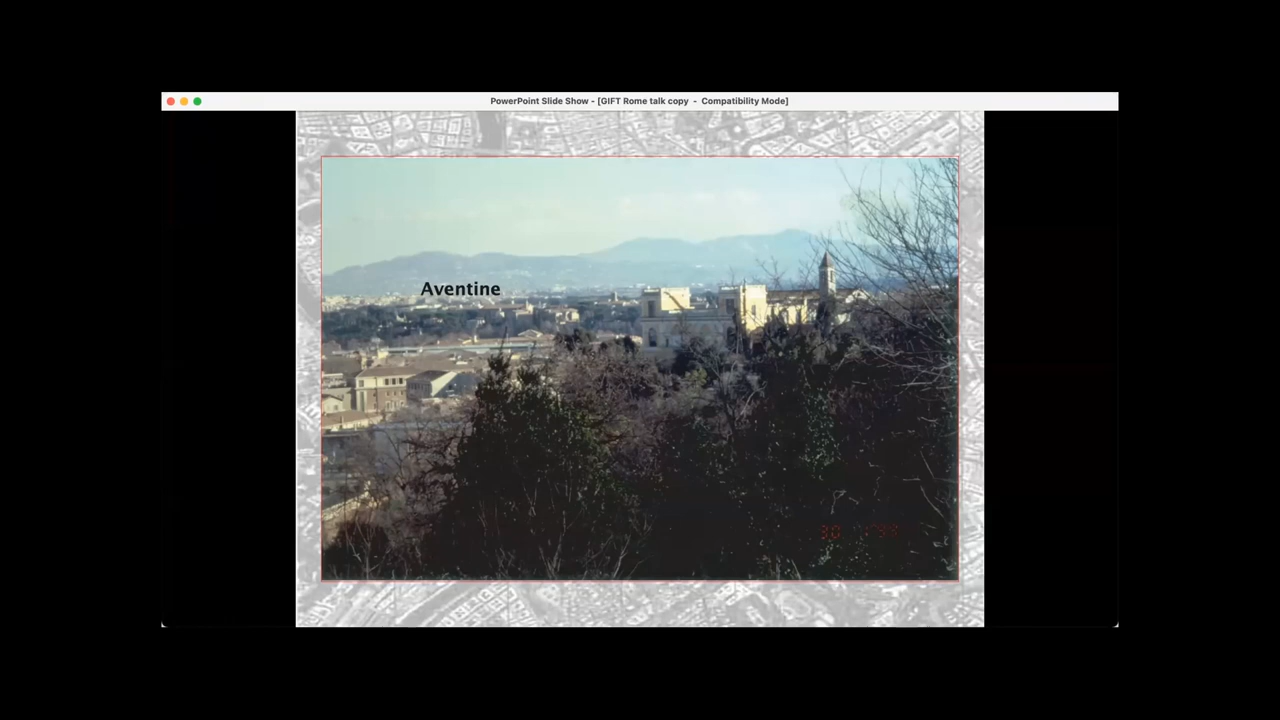 PowerPoint Slide Show - [GIFT Rome talk copy - Compatibility Mode]
Aventine